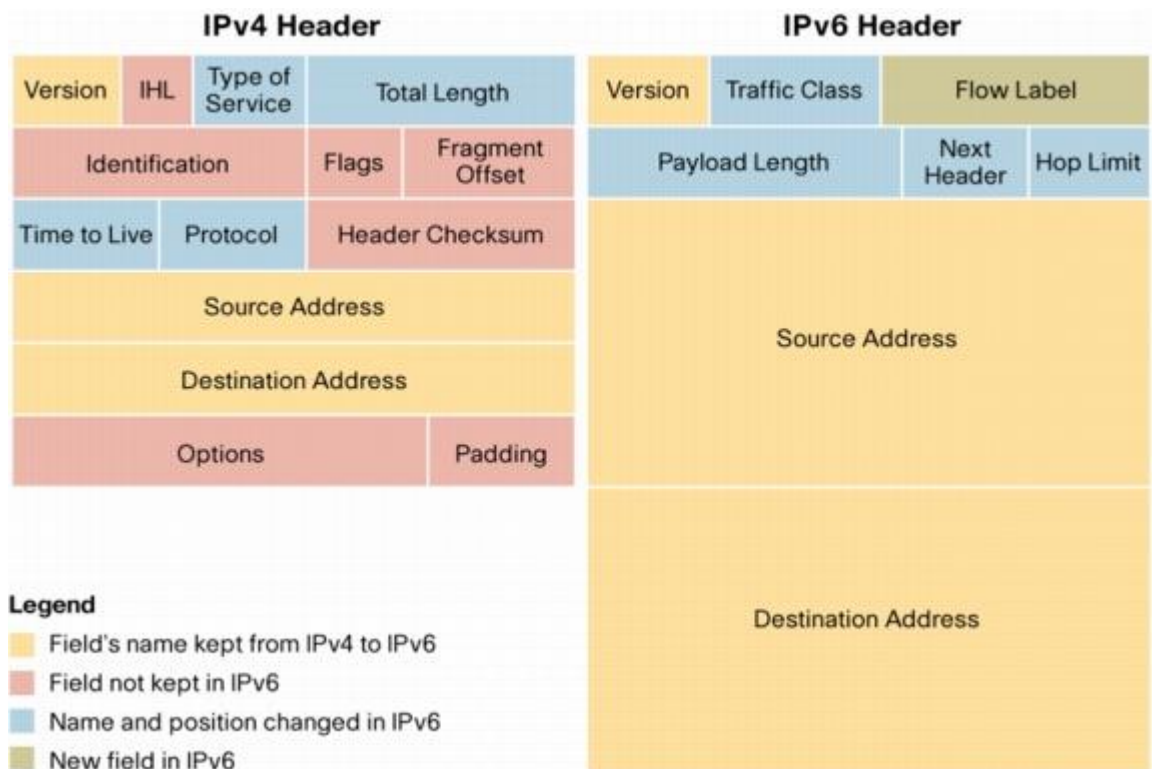 IPv4 Header
Version IHL Type of Service Total Length
Identification Flags Fragment Offset
Time to Live Protocol Header Checksum
Source Address
Destination Address
Options Padding
IPv6 Header
Version Traffic Class Flow Label
Payload Length Next Header Hop Limit
Source Address
Destination Address
Legend
Field's name kept from IPv4 to IPv6
Field not kept in IPv6
Name and position changed in IPv6
New field in IPv6